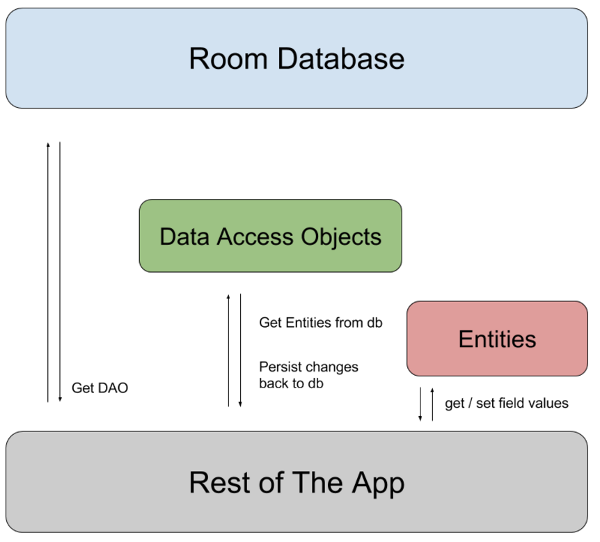 Room Database
Data Access Objects
Get Entities from db
Persist changes
back to db
Entities
Get DAO
get / set field values
Rest of The App